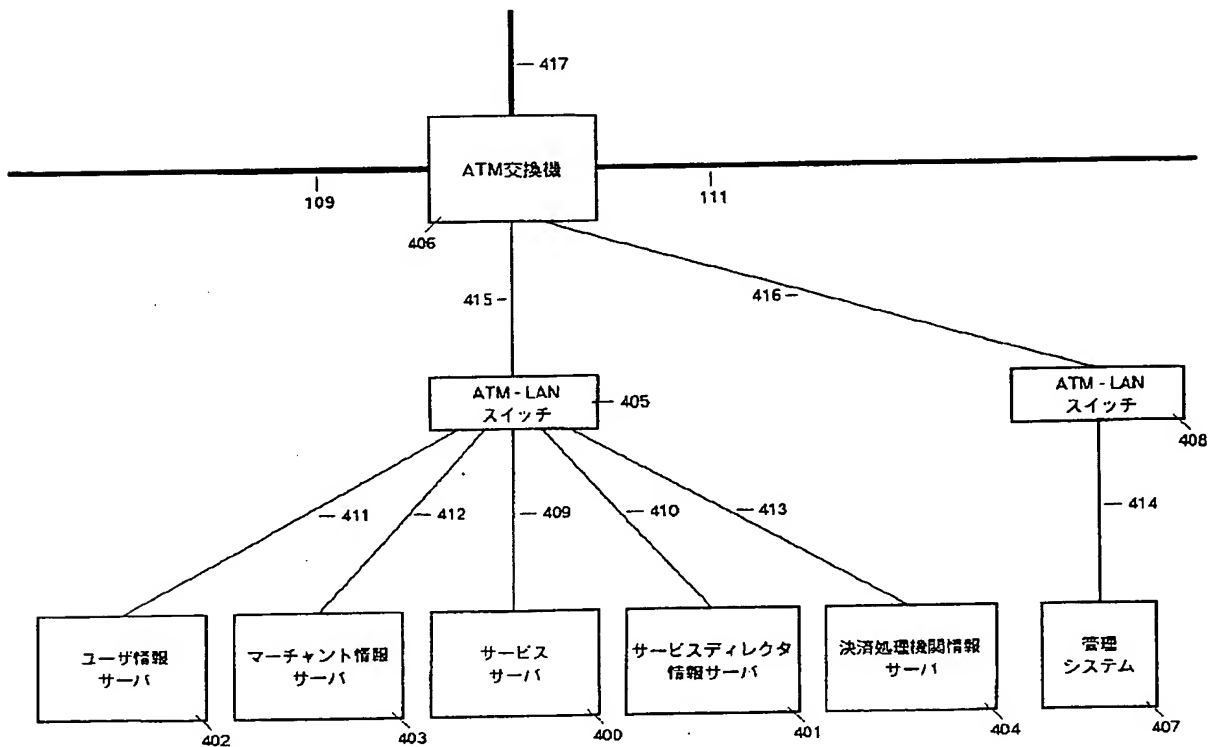 417
ATM交換機
109
111
406
415
416
ATM - LAN
スイッチ
405
ATM - LAN
スイッチ
408
411
412
409
410
413
414
ユーザ情報
サーバ
402
マーチャント情報
サーバ
403
サービス
サーバ
400
サービスディレクタ
情報サーバ
401
決済処理機関情報
サーバ
404
管理
システム
407